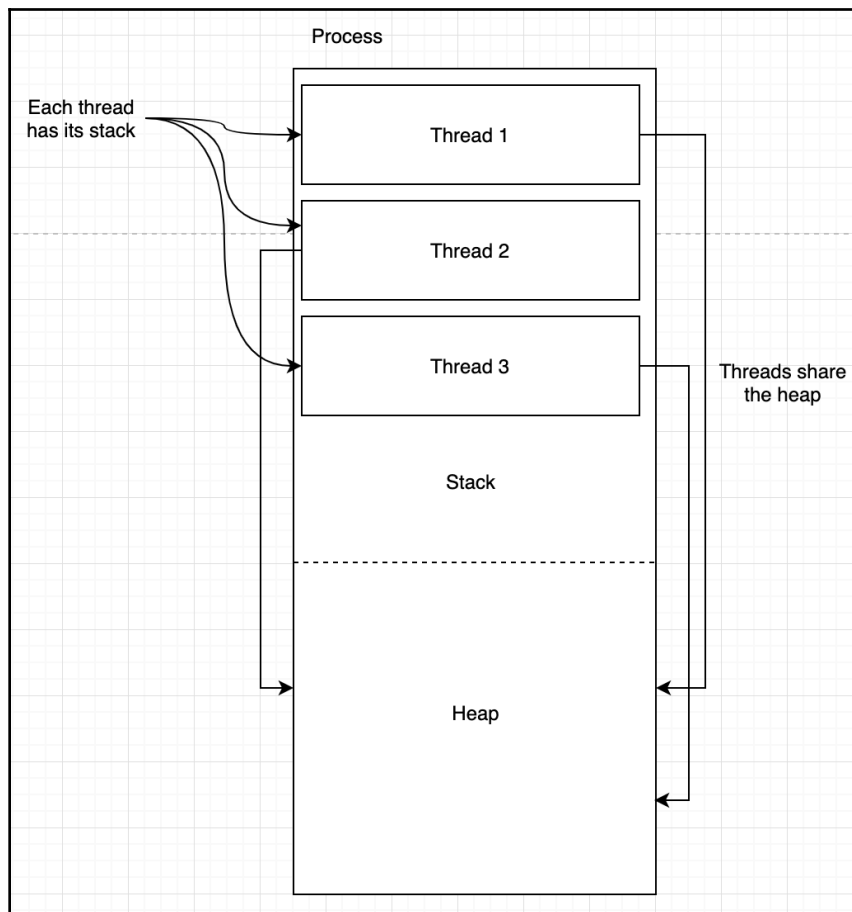 Process
Each thread
has its stack
Thread 1
Thread 2
Thread 3
Threads share
the heap
Stack
Heap